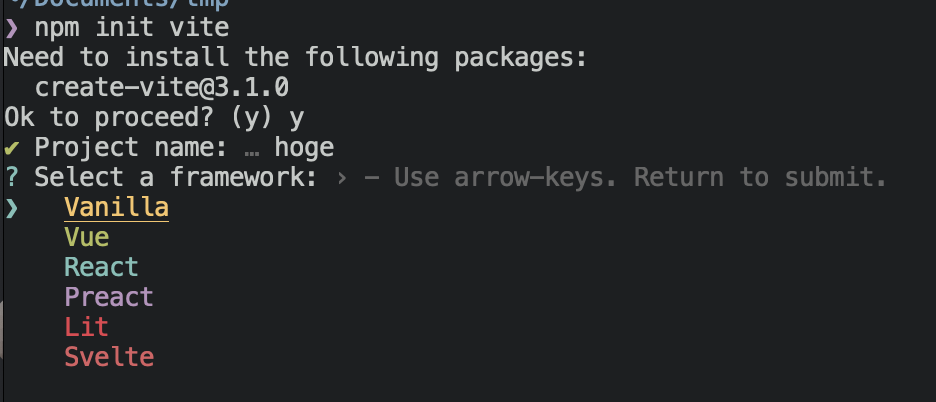 ~/Documents/tmp
❯ npm init vite
Need to install the following packages:
  create-vite@3.1.0
Ok to proceed? (y) y
✔ Project name: … hoge
? Select a framework: › - Use arrow-keys. Return to submit.
❯   Vanilla
    Vue
    React
    Preact
    Lit
    Svelte